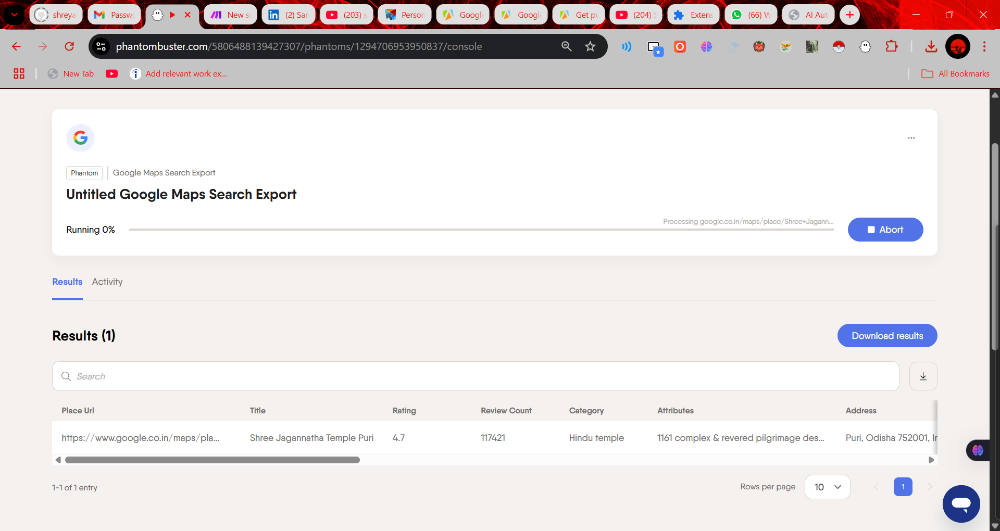 shreya
Passwo
New s
(2) San
(203) s
Person
Google
Google
Get pu
(204) S
Extens
(66) W
AI Aut
phantombuster.com/5806488139427307/phantoms/1294706953950837/console
New Tab
Add relevant work ex...
All Bookmarks
Phantom
Google Maps Search Export
Untitled Google Maps Search Export
Processing google.co.in/maps/place/Shree+Jagann...
Running 0%
Abort
Results
Activity
Results (1)
Download results
Search
Place Url
Title
Rating
Review Count
Category
Attributes
Address
https://www.google.co.in/maps/pla...
Shree Jagannatha Temple Puri
4.7
117421
Hindu temple
1161 complex & revered pilgrimage des...
Puri, Odisha 752001, Ir
1-1 of 1 entry
Rows per page
10
1